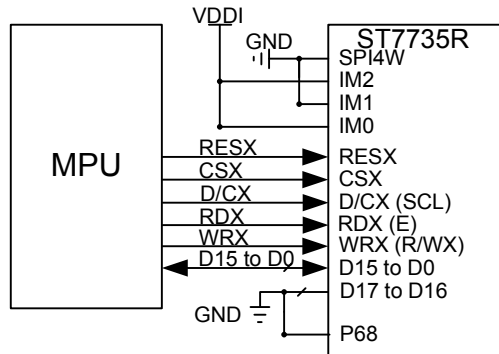 VDDI
GND
ST7735R
SPI4W
IM2
IM1
IM0
MPU
RESX
RESX
CSX
CSX
D/CX
D/CX (SCL)
RDX
RDX (E)
WRX
WRX (R/WX)
D15 to D0
D15 to D0
D17 to D16
GND
P68